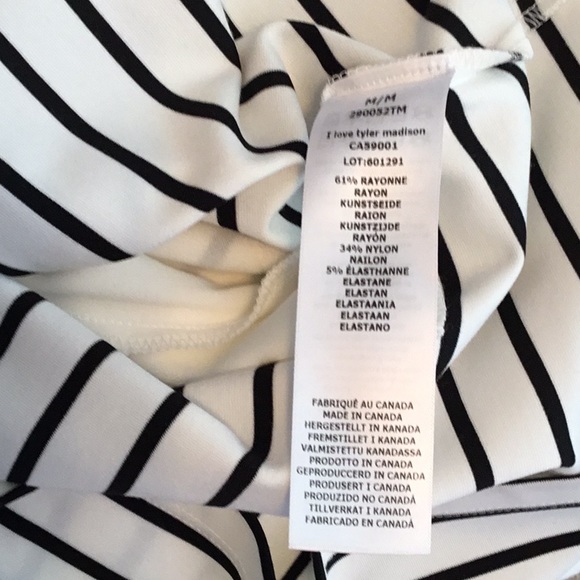 M/M
290052TM
I love tyler madison
CA59001
LOT:601291
61% RAYONNE
RAYON
KUNSTSEIDE
RAION
KUNSTZIJDE
RAYÓN
34% NYLON
NAILON
5% ÉLASTHANNE
ELASTANE
ELASTAN
ELASTAANIA
ELASTAAN
ELASTANO
FABRIQUÉ AU CANADA
MADE IN CANADA
HERGESTELLT IN KANADA
FREMSTILLET I KANADA
VALMISTETTU KANADASSA
PRODOTTO IN CANADA
GEPRODUCCERD IN CANADA
PRODUSERT I CANADA
PRODUZIDO NO CANADÁ
TILLVERKAT I KANADA
FABRICADO EN CANADÁ